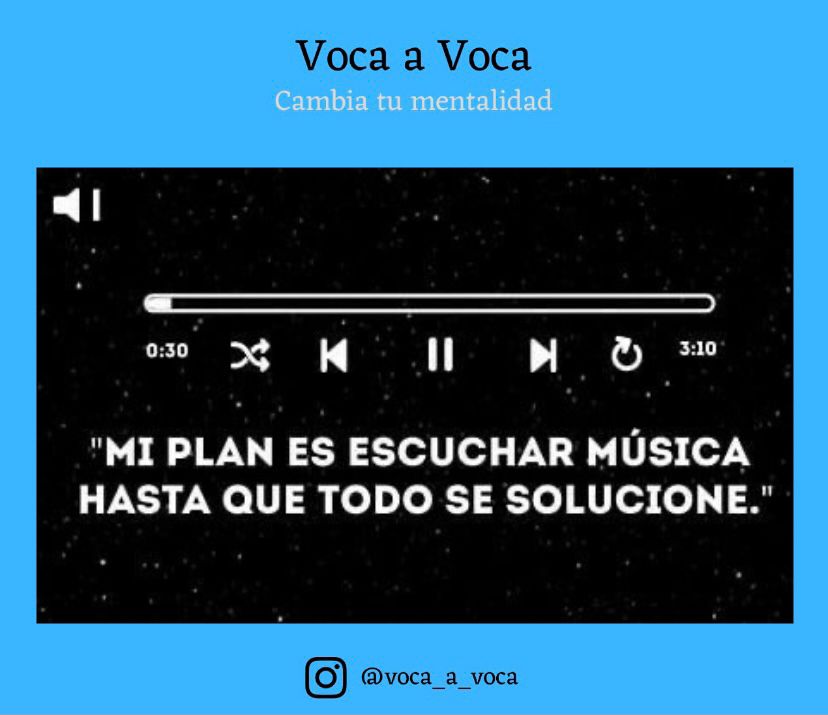 Voca a Voca
Cambia tu mentalidad
0:30 3:10
"MI PLAN ES ESCUCHAR MÚSICA
HASTA QUE TODO SE SOLUCIONE."
@voca_a_voca